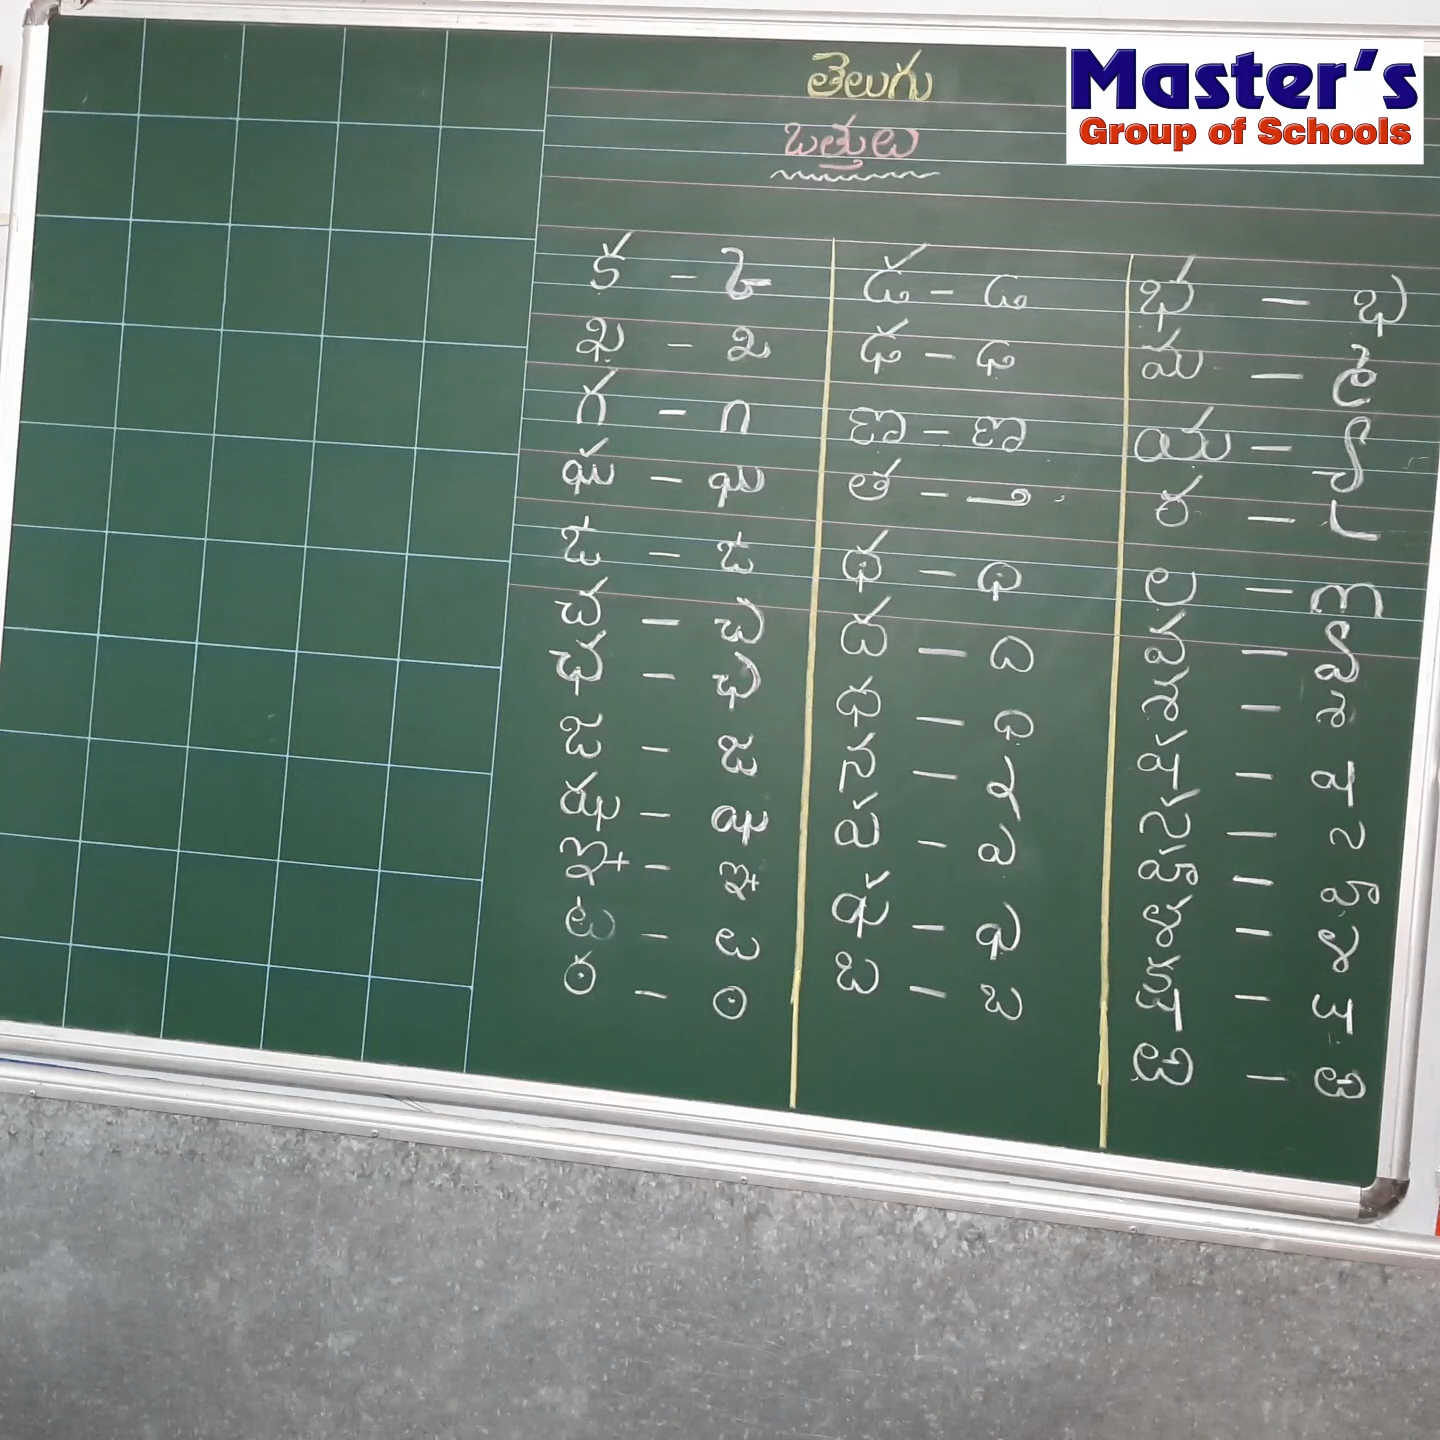 తెలుగు
Master's
Group of Schools
ఒత్తులు
క - ్క
ఖ - ్ఖ
గ - ్గ
ఘ - ్ఘ
ఙ - ్ఙ
చ - ్చ
ఛ - ్ఛ
జ - ్జ
ఝ - ్ఝ
ఞ - ్ఞ
ట - ్ట
ఠ - ్ఠ
డ - ్డ
ఢ - ్ఢ
ణ - ్ణ
త - ్త
థ - ్థ
ద - ్ద
ధ - ్ధ
న - ్న
ప - ్ప
ఫ - ్ఫ
బ - ్బ
భ - ్భ
మ - ్మ
య - ్య
ర - ్ర
ల - ్ల
వ - ్వ
శ - ్శ
ష - ్ష
స - ్స
హ - ్హ
ళ - ్ళ
క్ష - ్క్ష
ఱ - ్ఱ